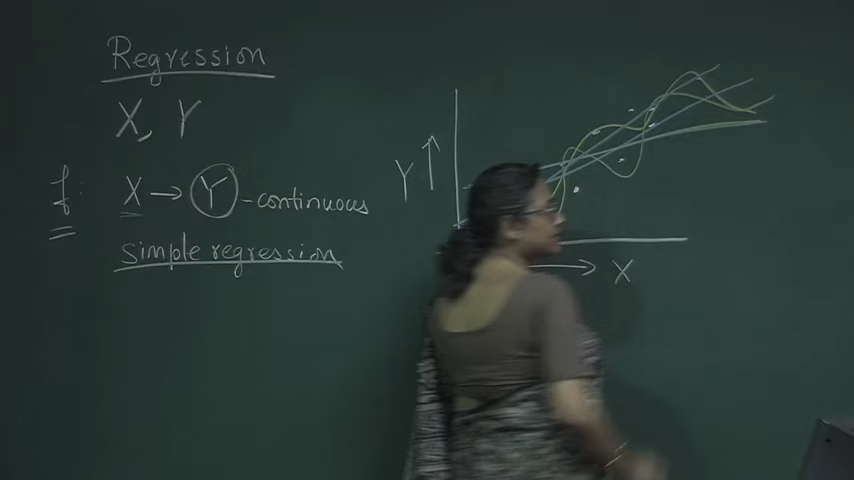 Regression
X, Y
f: X → Y - continuous
Simple regression
Y ↑
→ X